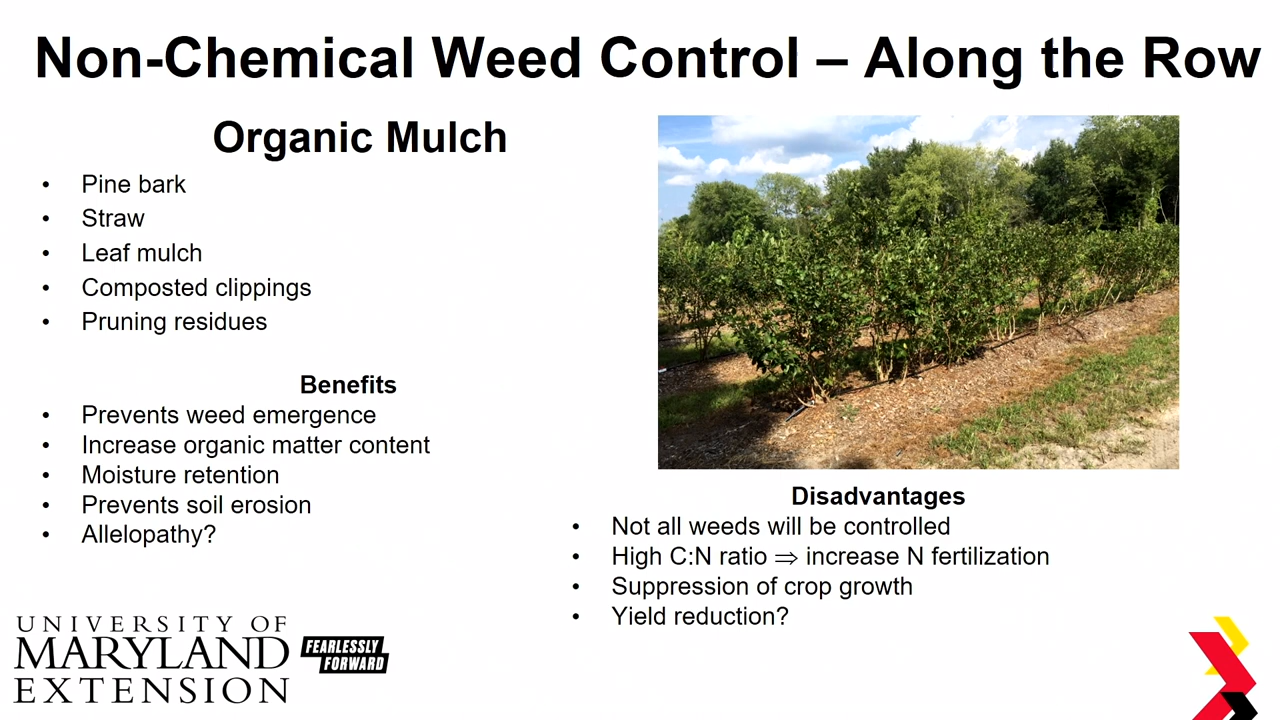 Non-Chemical Weed Control – Along the Row
Organic Mulch
• Pine bark
• Straw
• Leaf mulch
• Composted clippings
• Pruning residues
Benefits
• Prevents weed emergence
• Increase organic matter content
• Moisture retention
• Prevents soil erosion
• Allelopathy?
Disadvantages
• Not all weeds will be controlled
• High C:N ratio ⇒ increase N fertilization
• Suppression of crop growth
• Yield reduction?
UNIVERSITY OF
MARYLAND
EXTENSION
FEARLESSLY
FORWARD